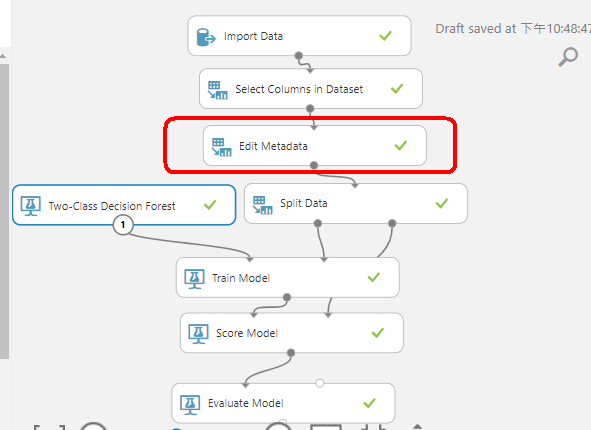 Import Data
Draft saved at 下午10:48:47
Select Columns in Dataset
Edit Metadata
Two-Class Decision Forest
Split Data
1
Train Model
Score Model
Evaluate Model